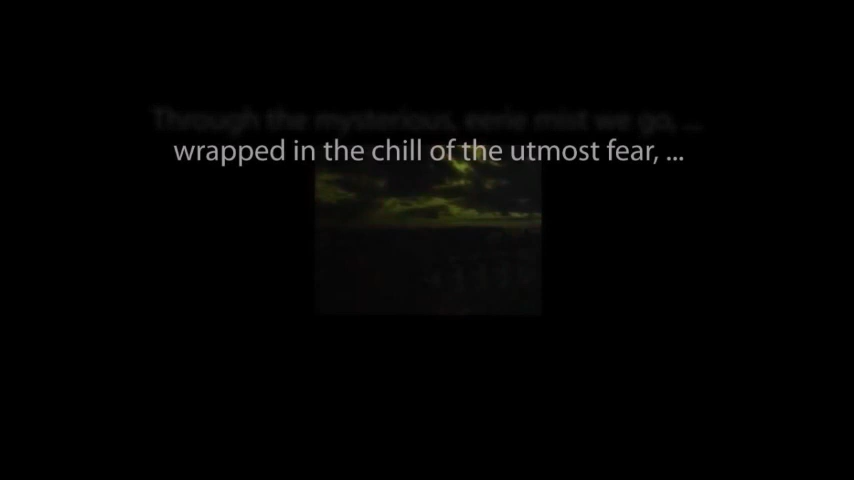 Through the mysterious, eerie mist we go, ...
wrapped in the chill of the utmost fear, ...